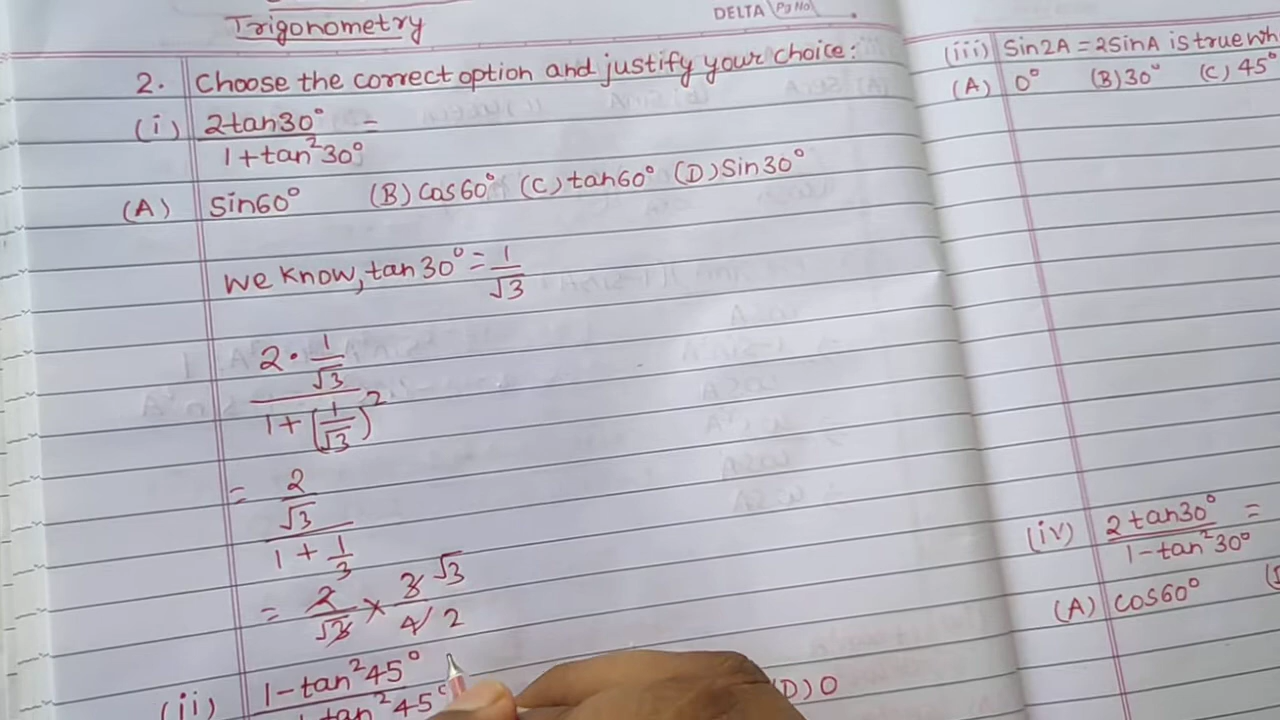 Trigonometry
DELTA Pg No
2. Choose the correct option and justify your choice:
(i) 2tan30° =
1+tan²30°
(A) Sin60° (B) Cos60° (C) tan60° (D) Sin30°
We know, tan30° = 1
√3
2 · 1
√3
1 + (1
√3)²
= 2
√3
1 + 1
3
= 2 × 3 √3
√3 4 2
(ii) 1-tan²45°
tan²45°
(D) 0
(iii) Sin2A = 2SinA is true wh
(A) 0° (B) 30° (C) 45°
(iv) 2tan30° =
1-tan²30°
(A) Cos60°